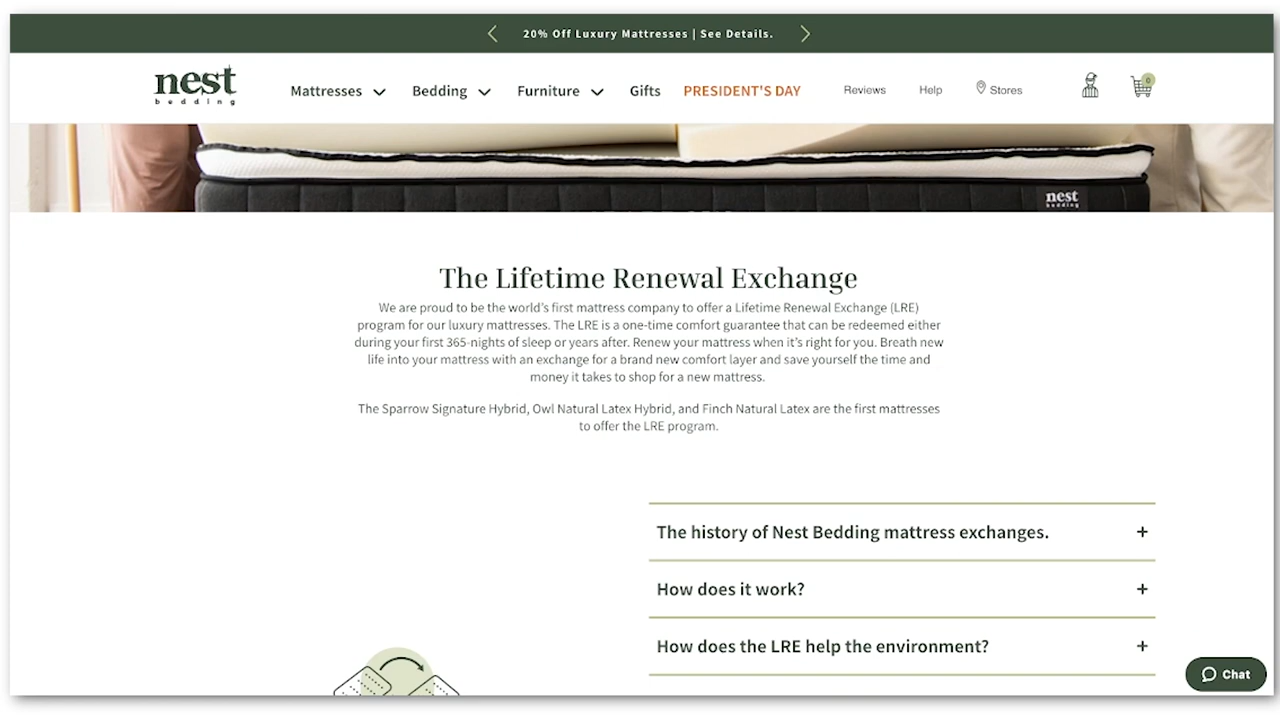 20% Off Luxury Mattresses | See Details.
nest
bedding
Mattresses
Bedding
Furniture
Gifts
PRESIDENT'S DAY
Reviews
Help
Stores
0
nest
bedding
The Lifetime Renewal Exchange
We are proud to be the world's first mattress company to offer a Lifetime Renewal Exchange (LRE)
program for our luxury mattresses. The LRE is a one-time comfort guarantee that can be redeemed either
during your first 365-nights of sleep or years after. Renew your mattress when it's right for you. Breath new
life into your mattress with an exchange for a brand new comfort layer and save yourself the time and
money it takes to shop for a new mattress.
The Sparrow Signature Hybrid, Owl Natural Latex Hybrid, and Finch Natural Latex are the first mattresses
to offer the LRE program.
The history of Nest Bedding mattress exchanges. +
How does it work? +
How does the LRE help the environment? +
Chat